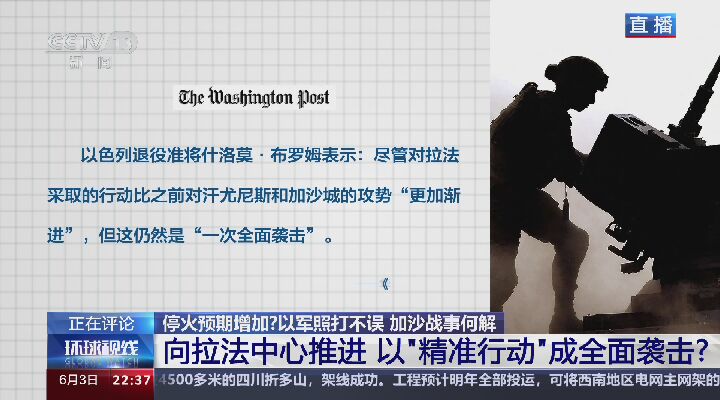 CCTV 13
新闻
直播
The Washington Post
以色列退役准将什洛莫·布罗姆表示：尽管对拉法
采取的行动比之前对汗尤尼斯和加沙城的攻势“更加渐
进”，但这仍然是“一次全面袭击”。
正在评论
停火预期增加?以军照打不误 加沙战事何解
环球视线
向拉法中心推进 以"精准行动"成全面袭击?
6月3日 22:37 4500多米的四川折多山，架线成功。工程预计明年全部投运，可将西南地区电网主网架的